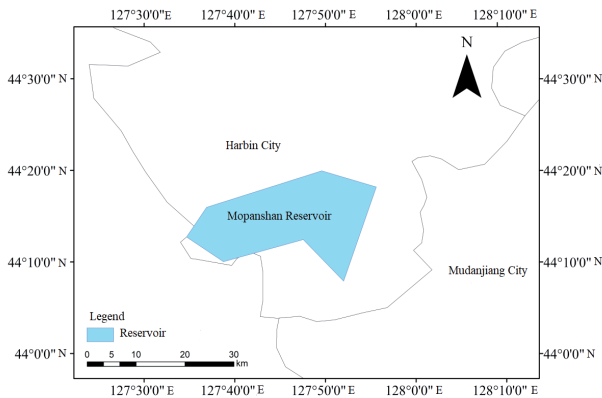 127°30'0" E 127°40'0" E 127°50'0" E 128°0'0" E 128°10'0" E
N
44°30'0" N 44°30'0" N
Harbin City
44°20'0" N 44°20'0" N
Mopanshan Reservoir
44°10'0" N 44°10'0" N
Mudanjiang City
Legend
Reservoir
44°0'0" N 44°0'0" N
0 5 10 20 30
km
127°30'0" E 127°40'0" E 127°50'0" E 128°0'0" E 128°10'0" E